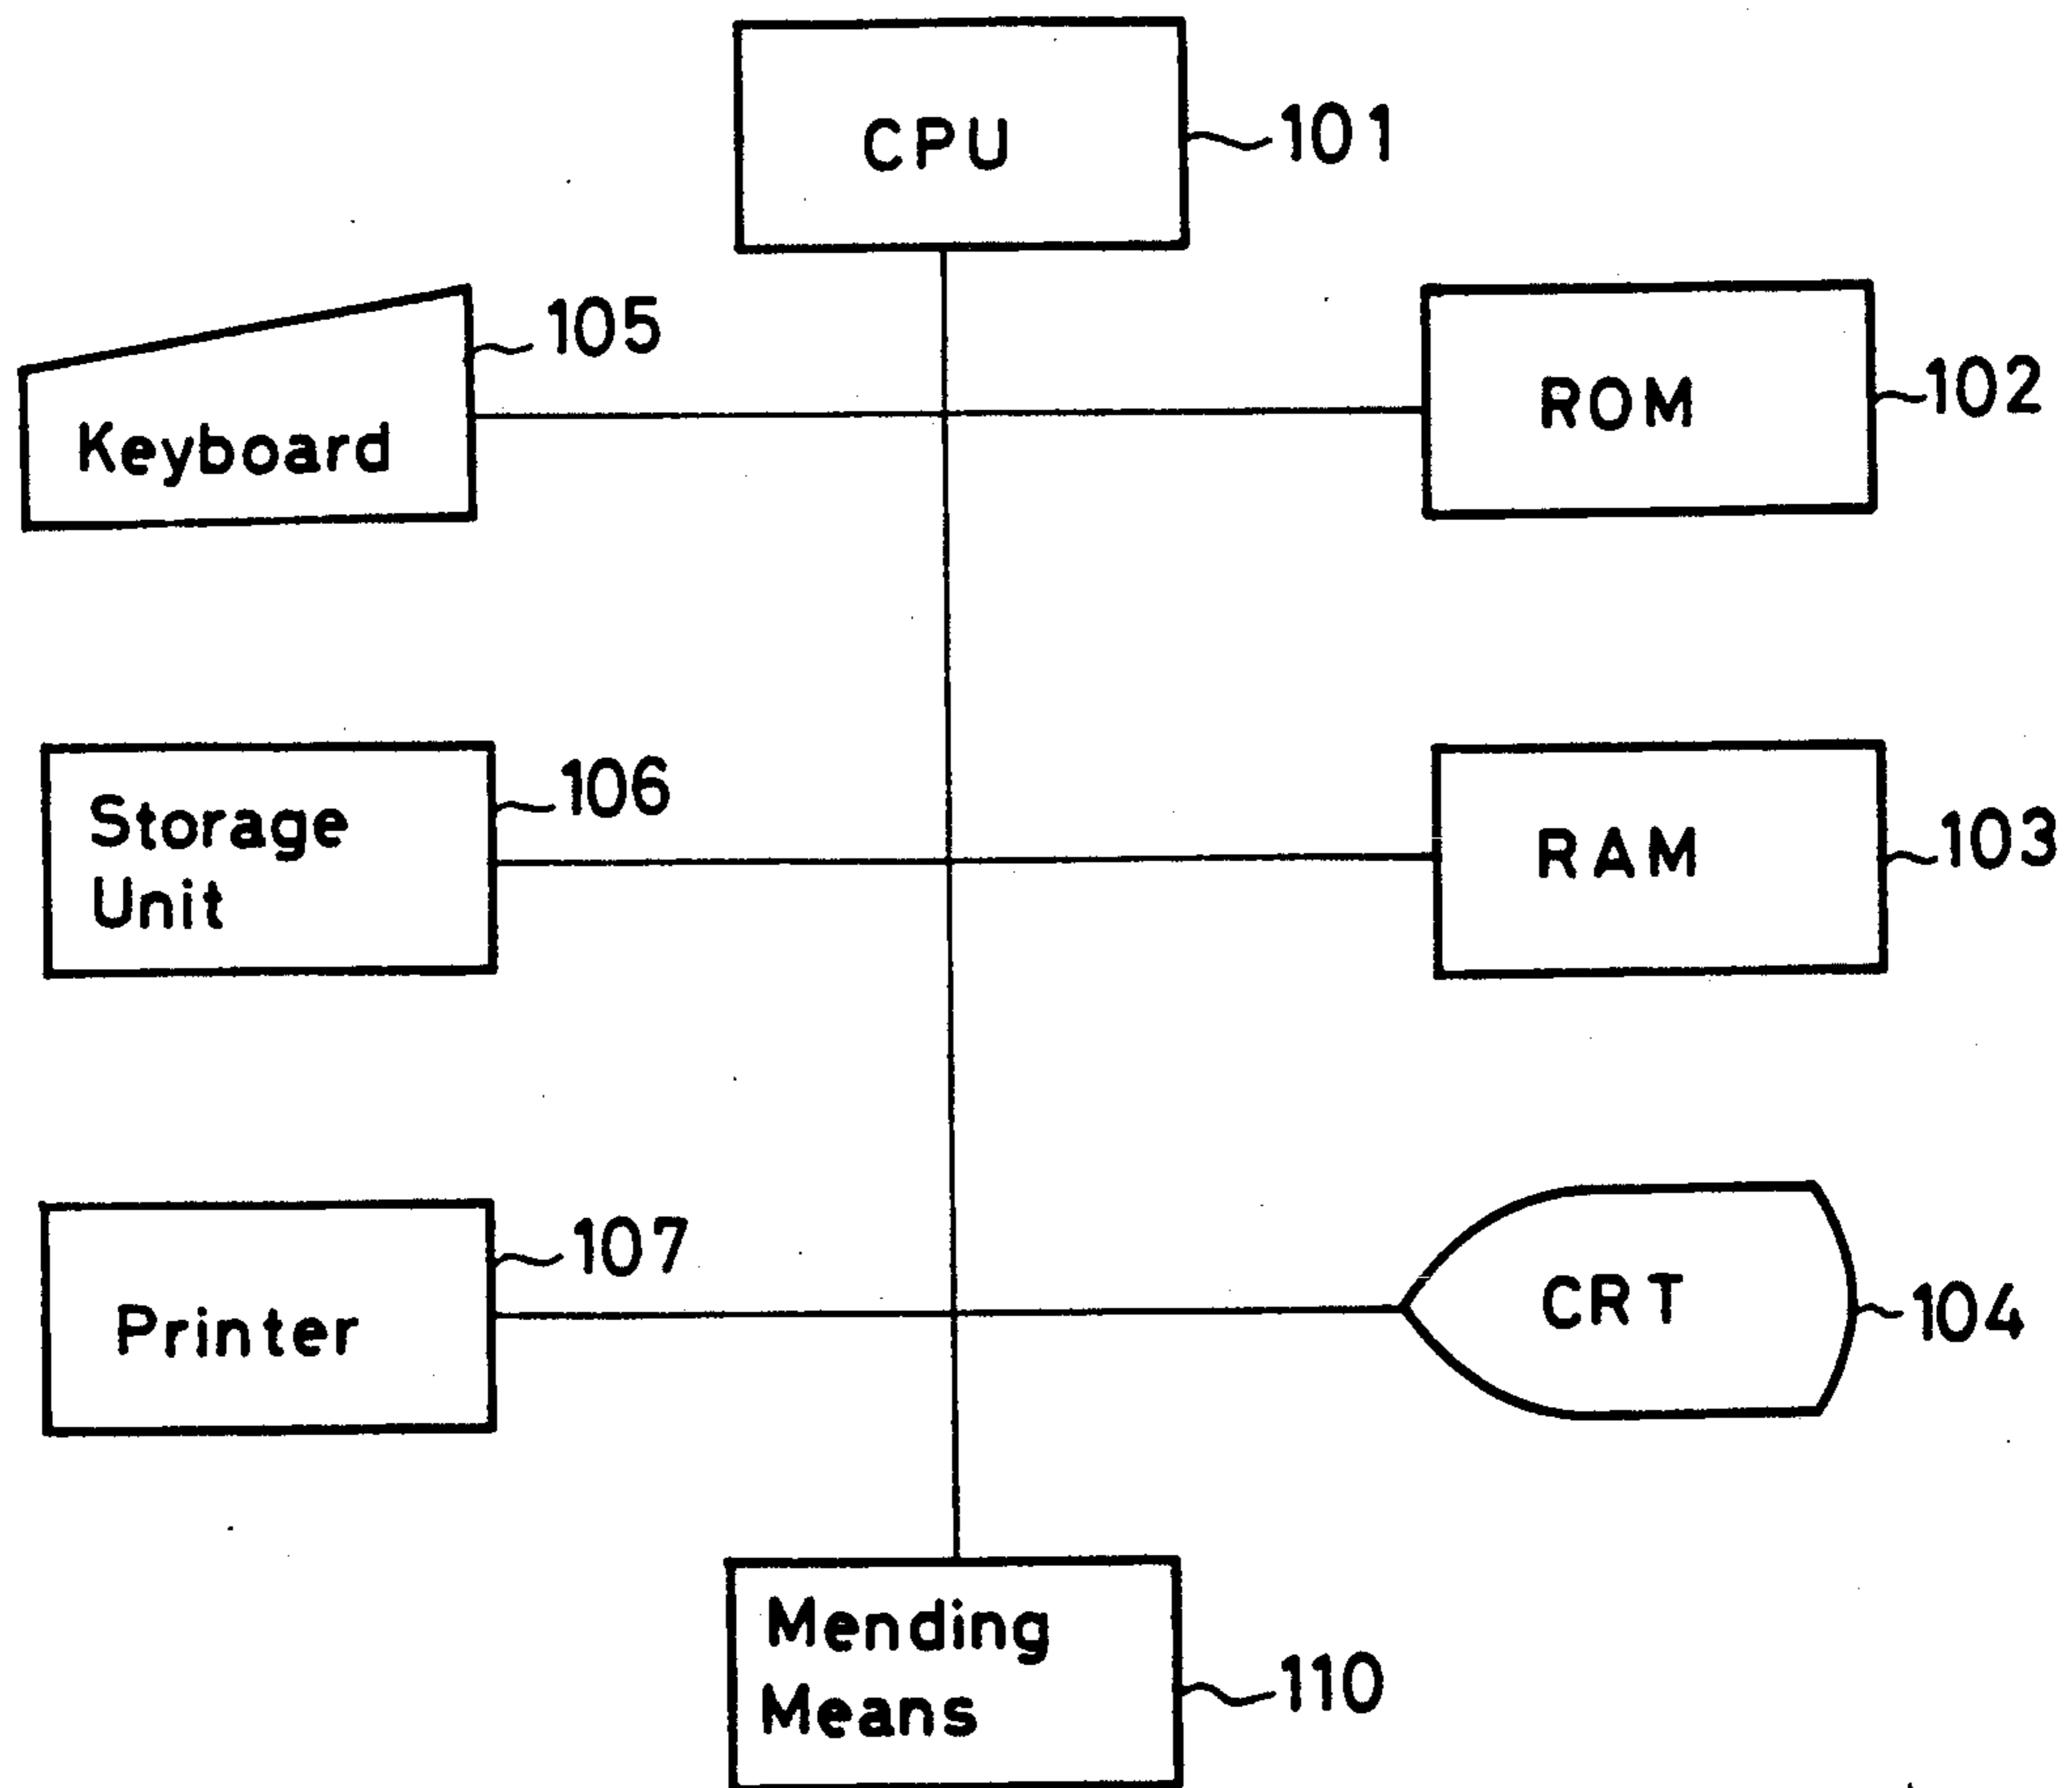 CPU
101
105
Keyboard
ROM
102
106
Storage
Unit
RAM
103
107
Printer
CRT
104
Mending
Means
110